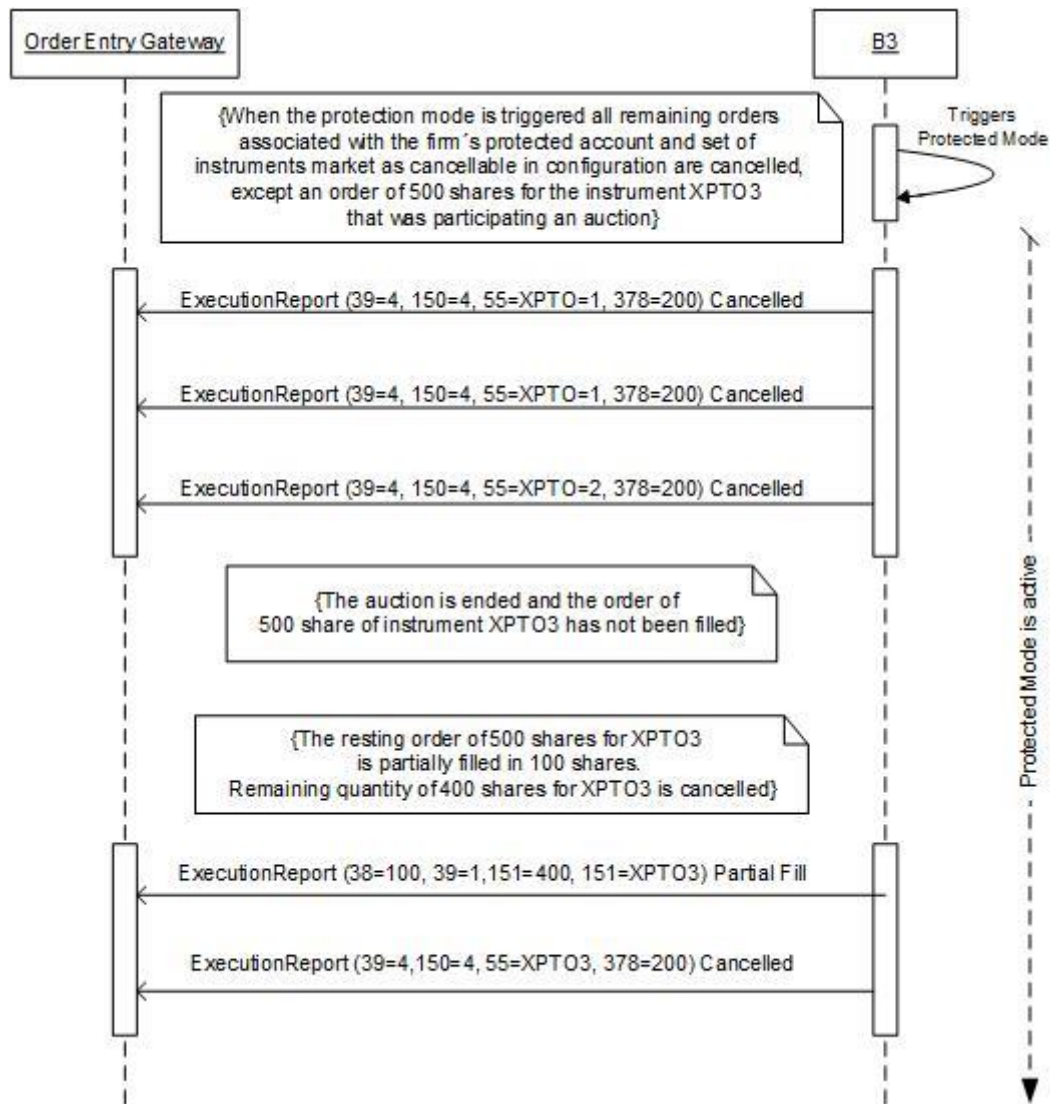 Order Entry Gateway
B3
{When the protection mode is triggered all remaining orders
associated with the firm´s protected account and set of
instruments market as cancellable in configuration are cancelled,
except an order of 500 shares for the instrument XPTO3
that was participating an auction}
Triggers
Protected Mode
ExecutionReport (39=4, 150=4, 55=XPTO=1, 378=200) Cancelled
ExecutionReport (39=4, 150=4, 55=XPTO=1, 378=200) Cancelled
ExecutionReport (39=4, 150=4, 55=XPTO=2, 378=200) Cancelled
{The auction is ended and the order of
500 share of instrument XPTO3 has not been filled}
Protected Mode is active
{The resting order of 500 shares for XPTO3
is partially filled in 100 shares.
Remaining quantity of 400 shares for XPTO3 is cancelled}
ExecutionReport (38=100, 39=1,151=400, 151=XPTO3) Partial Fill
ExecutionReport (39=4,150=4, 55=XPTO3, 378=200) Cancelled